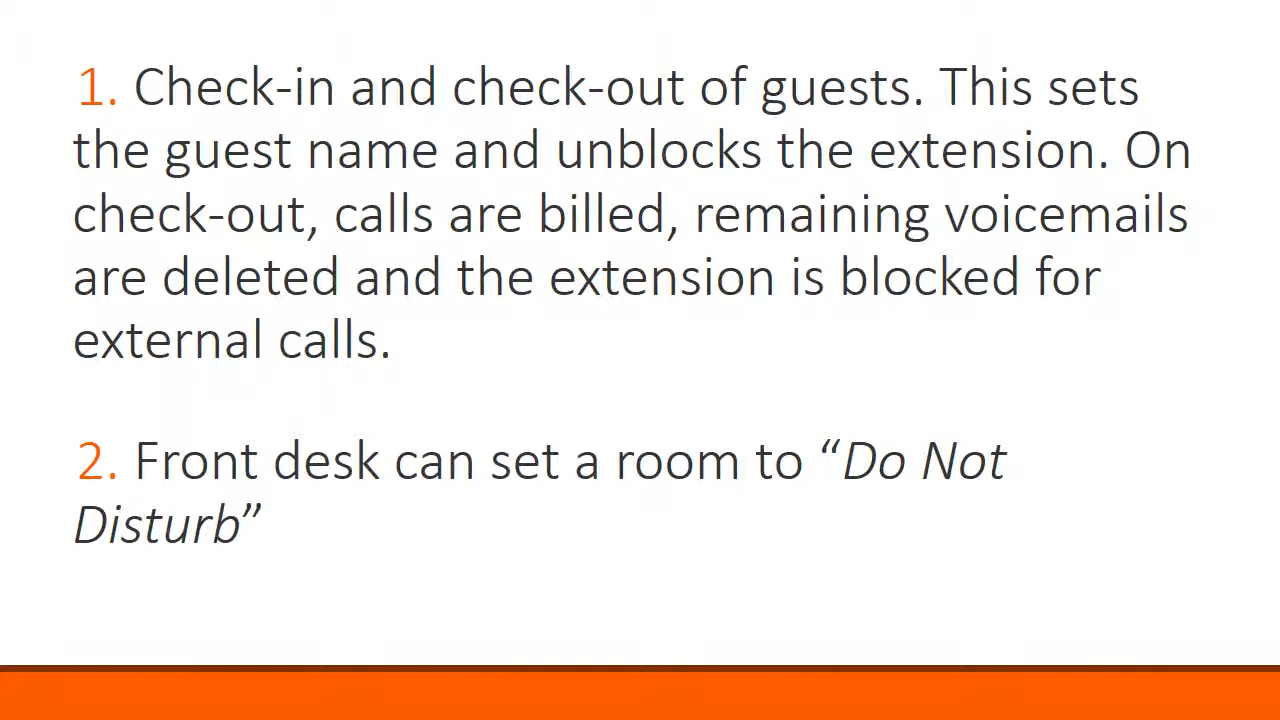 1. Check-in and check-out of guests. This sets
the guest name and unblocks the extension. On
check-out, calls are billed, remaining voicemails
are deleted and the extension is blocked for
external calls.
2. Front desk can set a room to “Do Not
Disturb”